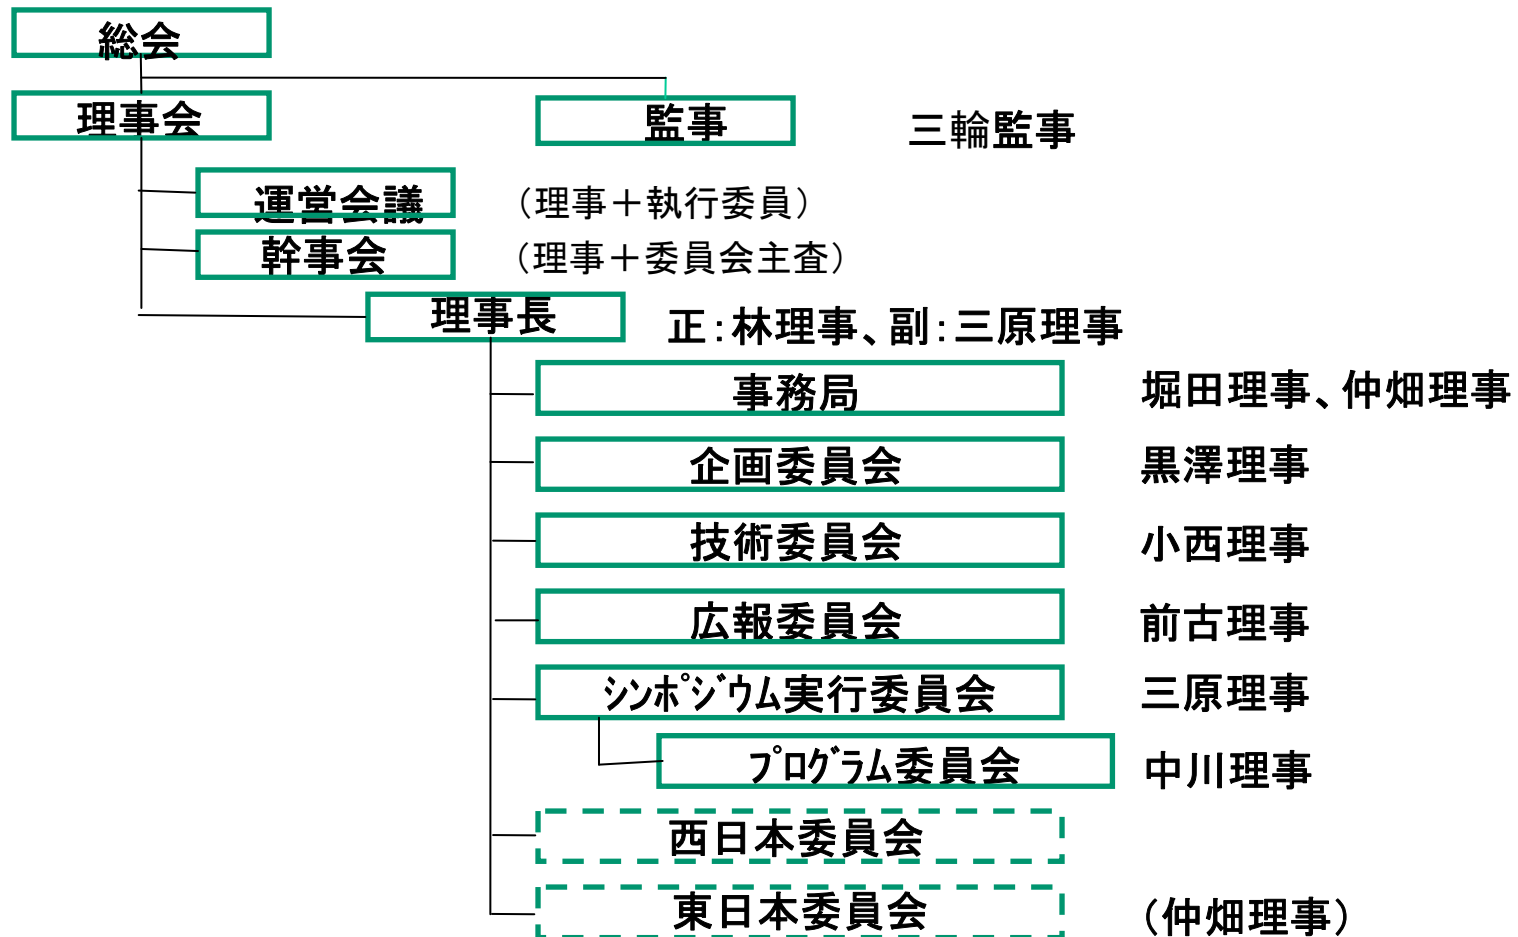 総会
理事会
監事 三輪監事
運営会議 （理事＋執行委員）
幹事会 （理事＋委員会主査）
理事長 正：林理事、副：三原理事
事務局 堀田理事、仲畑理事
企画委員会 黒澤理事
技術委員会 小西理事
広報委員会 前古理事
ｼﾝﾎﾟｼﾞｳﾑ実行委員会 三原理事
ﾌﾟﾛｸﾞﾗﾑ委員会 中川理事
西日本委員会
東日本委員会 （仲畑理事）